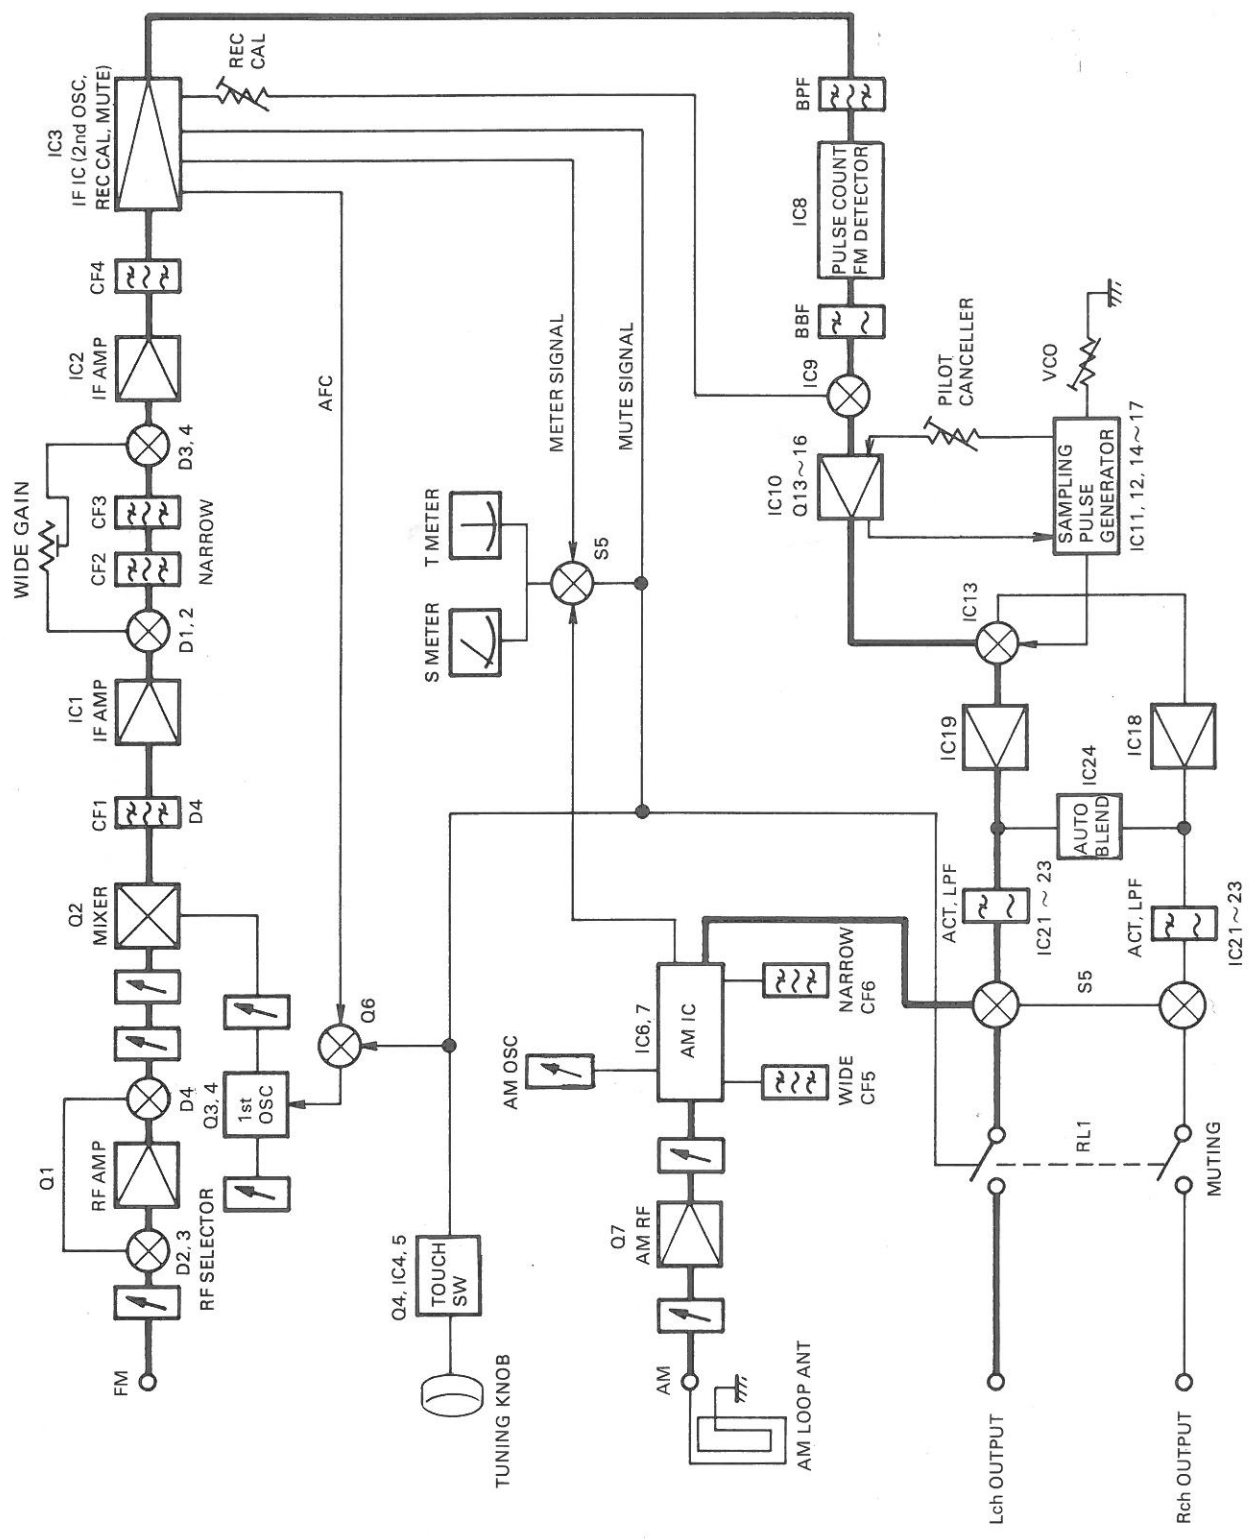 FM
RF SELECTOR
D2, 3
Q1
RF AMP
D4
Q2
MIXER
CF1
D4
IC1
IF AMP
D1, 2
WIDE GAIN
CF2
CF3
NARROW
D3, 4
IC2
IF AMP
CF4
IC3
IF IC (2nd OSC,
REC CAL, MUTE)
REC
CAL
Q3, 4
1st
OSC
Q6
AFC
TUNING KNOB
Q4, IC4, 5
TOUCH
SW
S METER
T METER
S5
METER SIGNAL
MUTE SIGNAL
AM
AM LOOP ANT
Q7
AM RF
AM OSC
IC6, 7
AM IC
WIDE
CF5
NARROW
CF6
BPF
IC8
PULSE COUNT
FM DETECTOR
BBF
IC9
IC10
Q13~16
PILOT
CANCELLER
VCO
SAMPLING
PULSE
GENERATOR
IC11, 12, 14~17
IC13
IC19
IC18
IC24
AUTO
BLEND
ACT, LPF
IC21 ~ 23
ACT, LPF
IC21~23
S5
RL1
MUTING
Lch OUTPUT
Rch OUTPUT